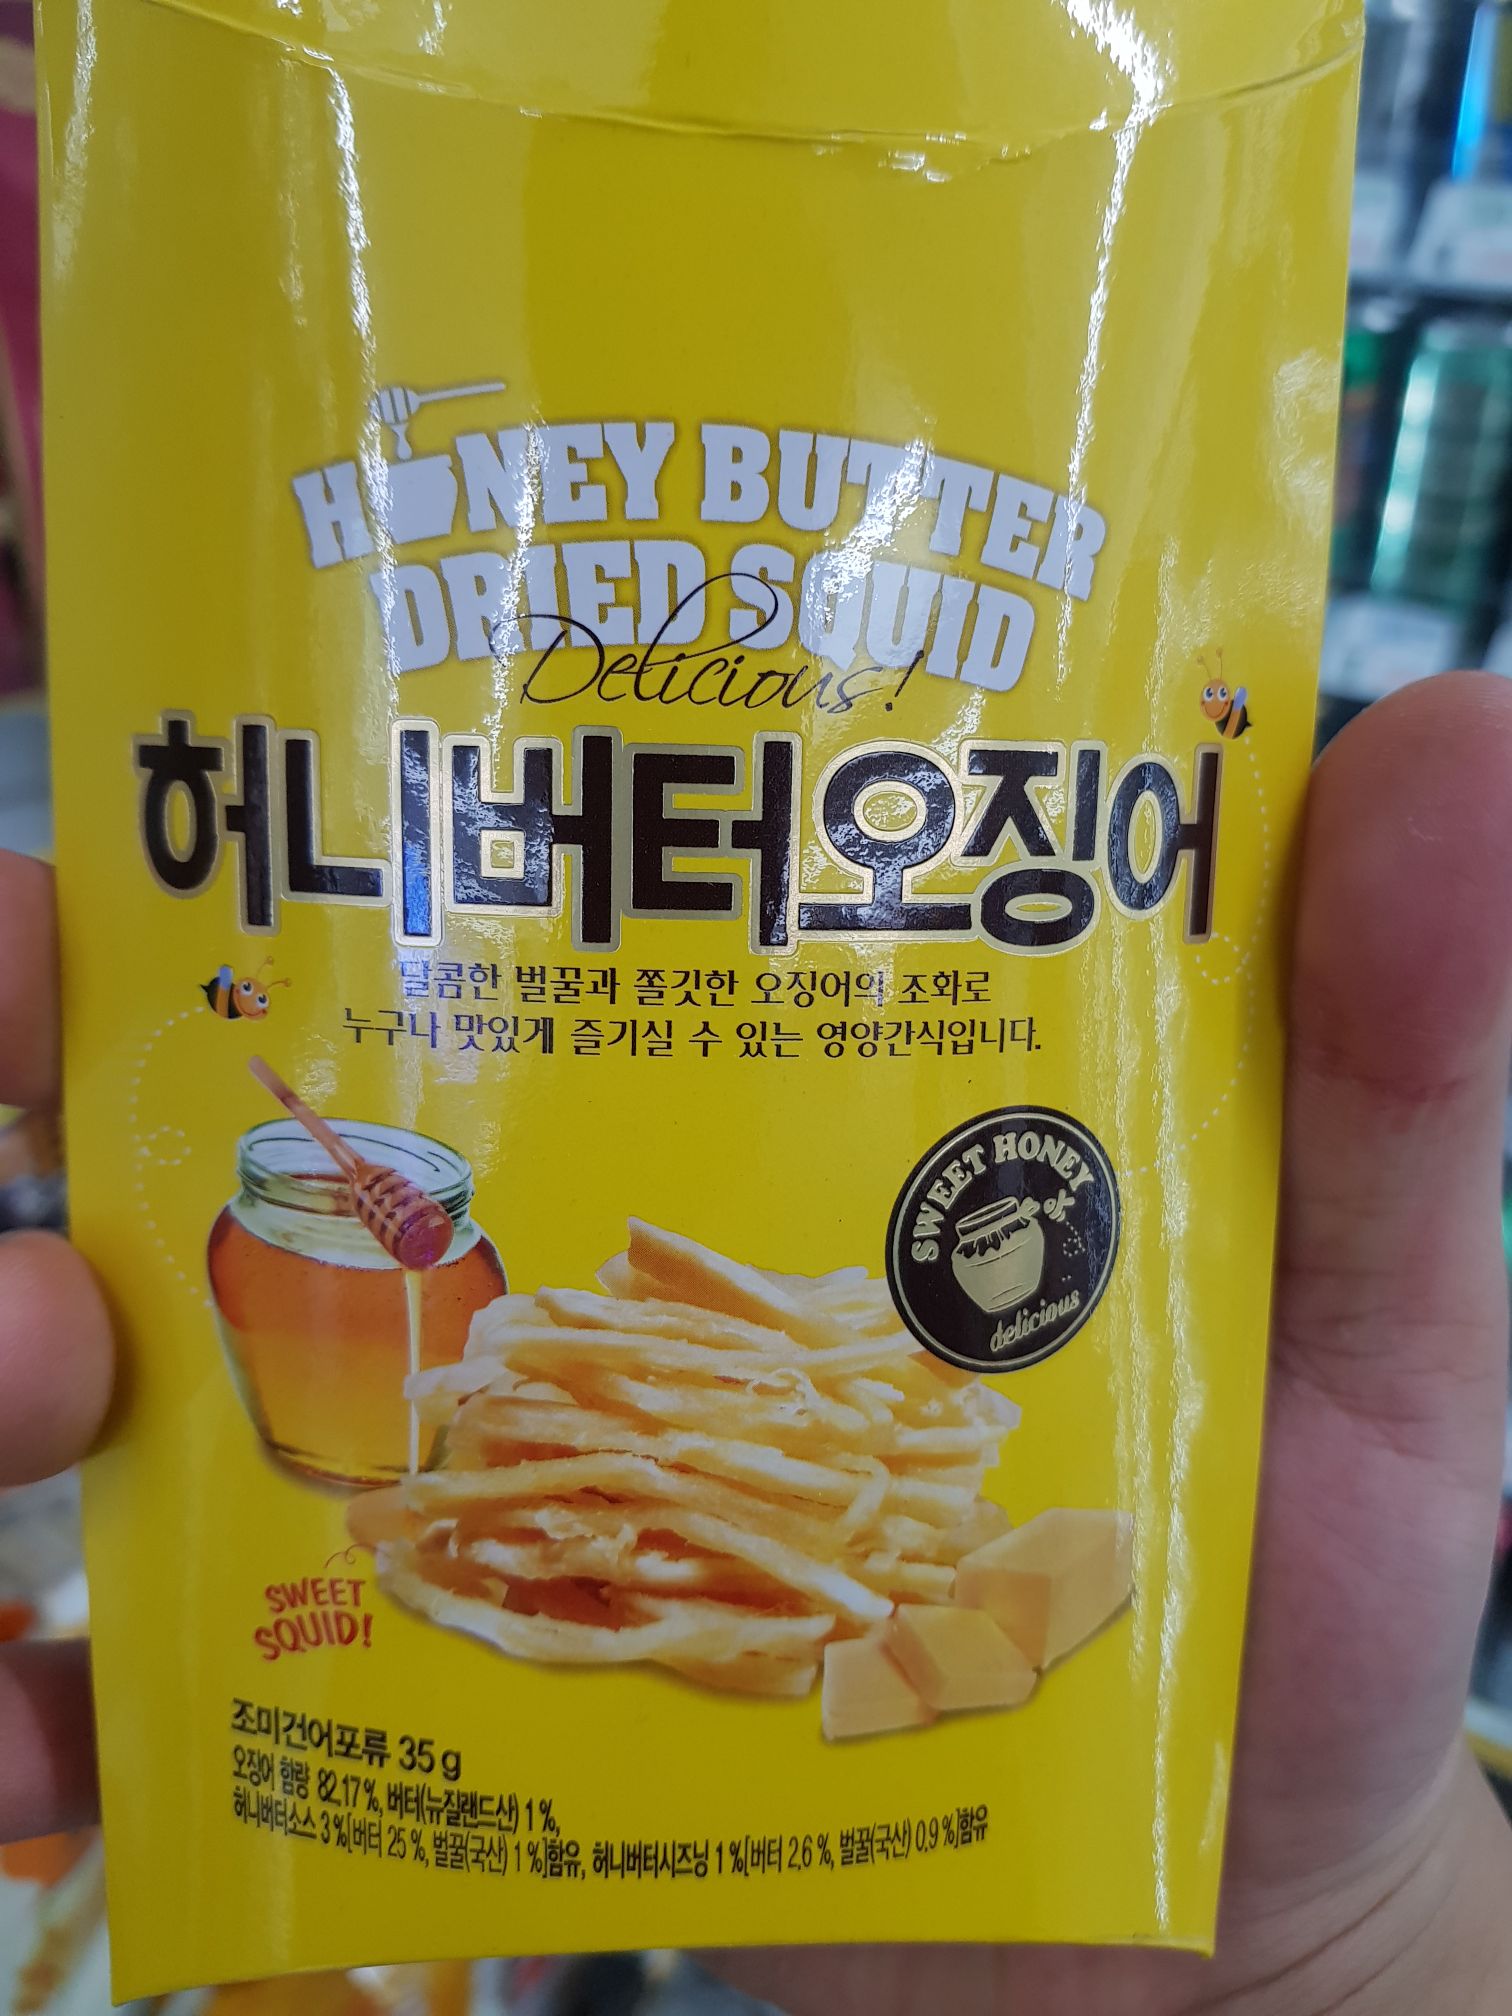 HONEY BUTTER
DRIED SQUID
Delicious!
허니버터오징어
달콤한 벌꿀과 쫄깃한 오징어의 조화로
누구나 맛있게 즐기실 수 있는 영양간식입니다.
SWEET HONEY
delicious
SWEET
SQUID!
조미건어포류 35 g
오징어 함량 82.17 %, 버터(뉴질랜드산) 1 %,
허니버터소스 3 %[버터 25 %, 벌꿀(국산) 1 %]함유, 허니버터시즈닝 1 %[버터 2.6 %, 벌꿀(국산) 0.9 %]함유